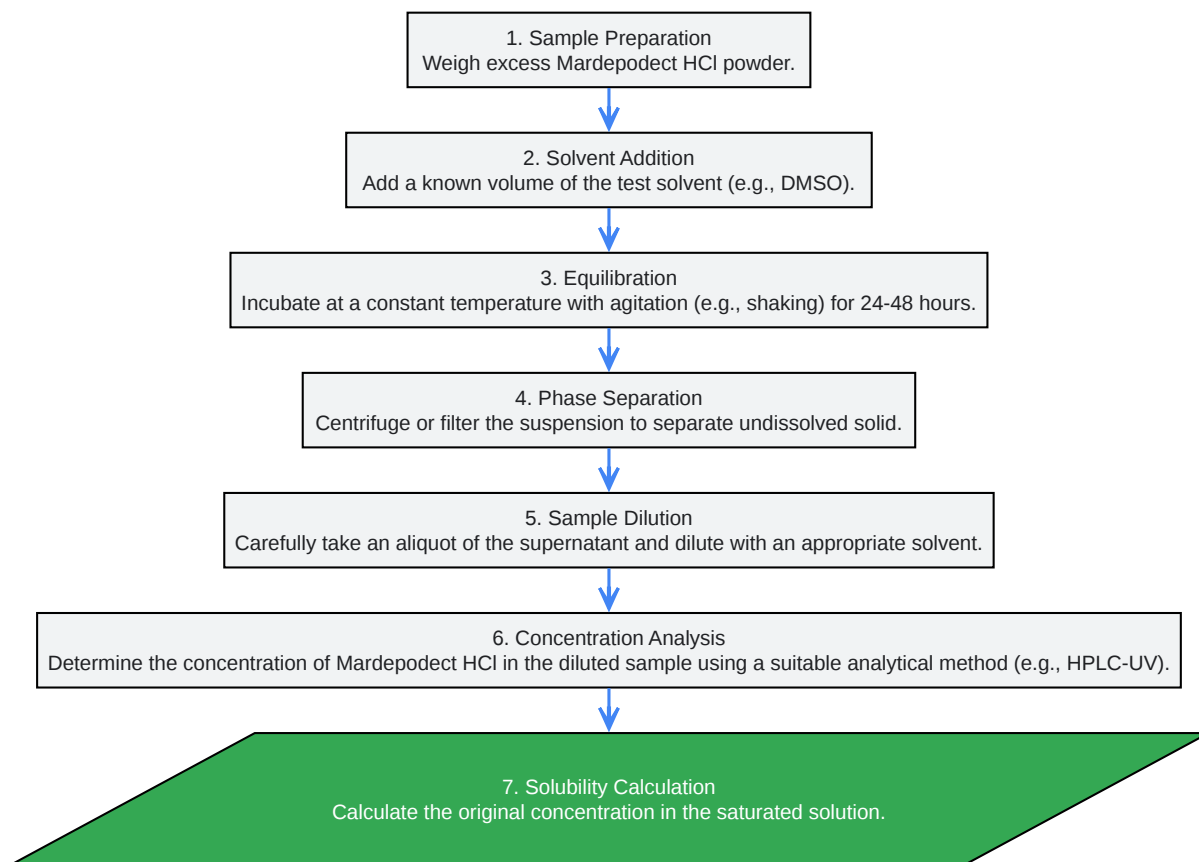 1. Sample Preparation
Weigh excess Mardepodect HCl powder.
2. Solvent Addition
Add a known volume of the test solvent (e.g., DMSO).
3. Equilibration
Incubate at a constant temperature with agitation (e.g., shaking) for 24-48 hours.
4. Phase Separation
Centrifuge or filter the suspension to separate undissolved solid.
5. Sample Dilution
Carefully take an aliquot of the supernatant and dilute with an appropriate solvent.
6. Concentration Analysis
Determine the concentration of Mardepodect HCl in the diluted sample using a suitable analytical method (e.g., HPLC-UV).
7. Solubility Calculation
Calculate the original concentration in the saturated solution.